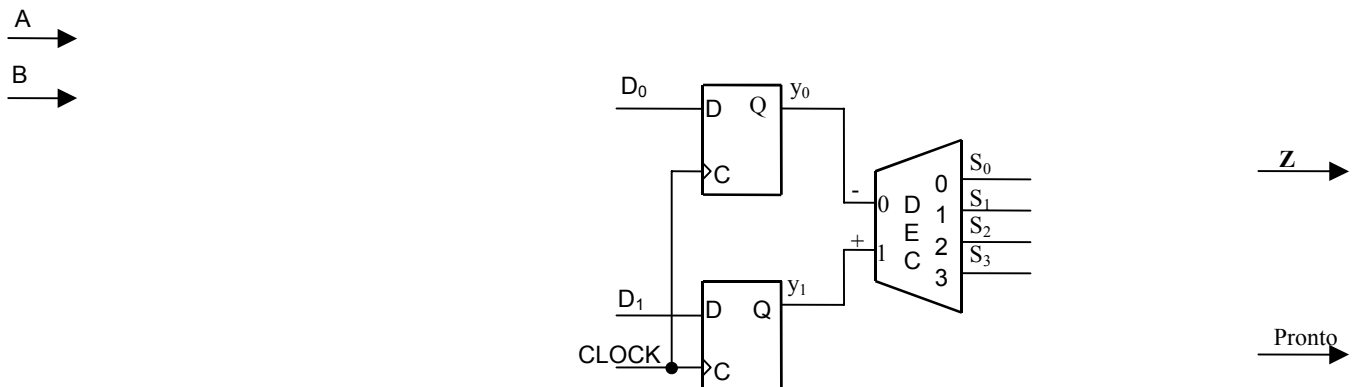 A
B
D₀
D Q
y₀
C
D₁
D Q
y₁
CLOCK
C
-
+
0
1
D
E
C
0
1
2
3
S₀
S₁
S₂
S₃
Z
Pronto